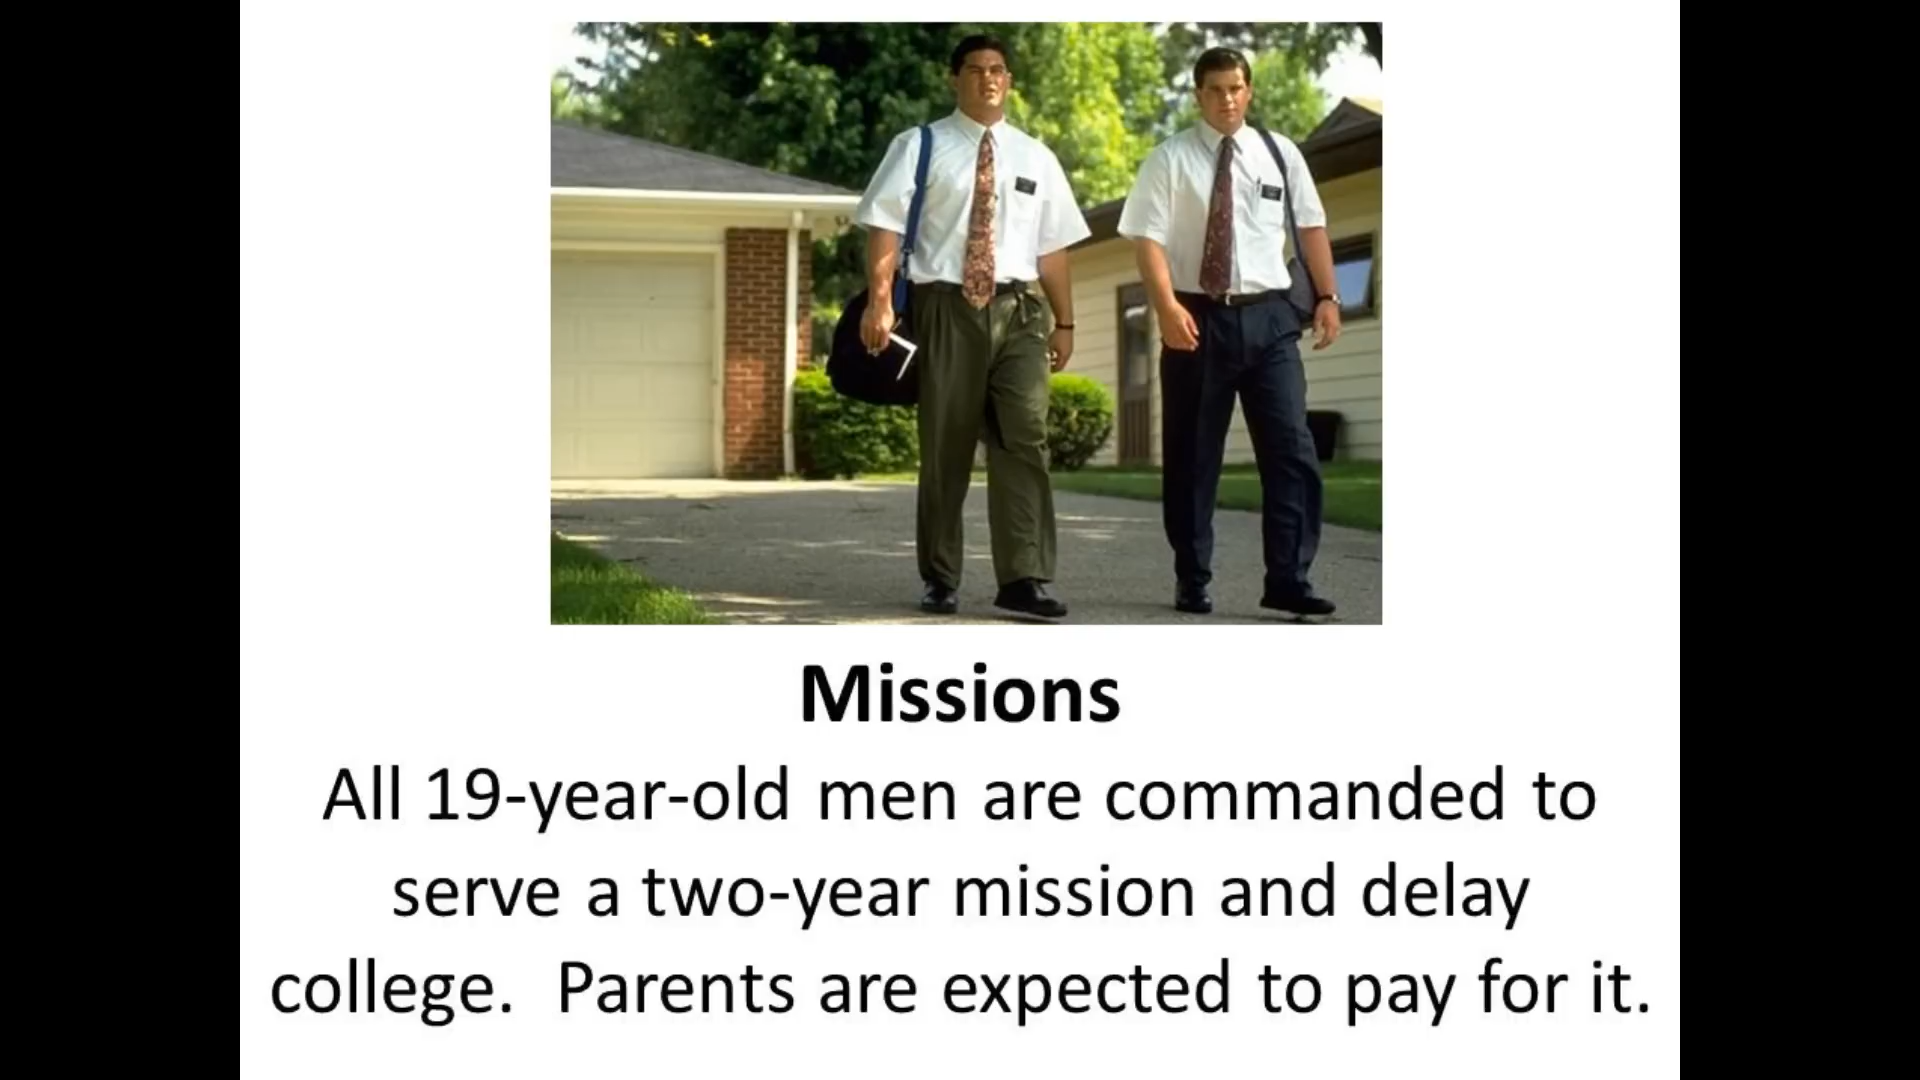 Missions
All 19-year-old men are commanded to
serve a two-year mission and delay
college.  Parents are expected to pay for it.